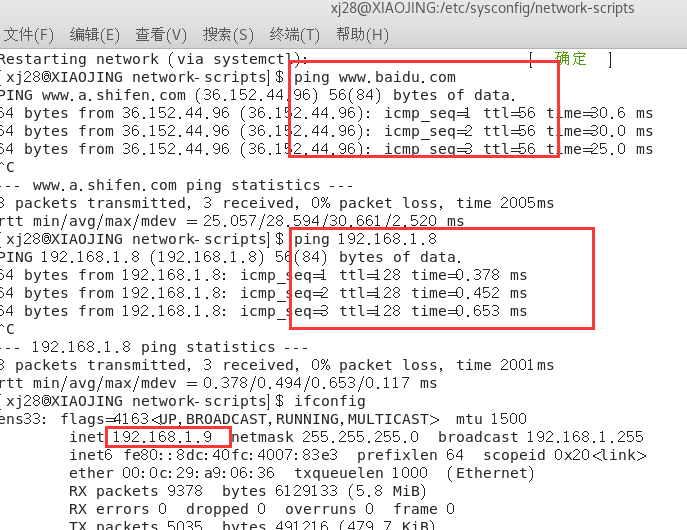 xj28@XIAOJING:/etc/sysconfig/network-scripts
文件(F) 编辑(E) 查看(V) 搜索(S) 终端(T) 帮助(H)
Restarting network (via systemctl): [ 确定 ]
[xj28@XIAOJING network-scripts]$ ping www.baidu.com
PING www.a.shifen.com (36.152.44.96) 56(84) bytes of data.
64 bytes from 36.152.44.96 (36.152.44.96): icmp_seq=1 ttl=56 time=30.6 ms
64 bytes from 36.152.44.96 (36.152.44.96): icmp_seq=2 ttl=56 time=30.0 ms
64 bytes from 36.152.44.96 (36.152.44.96): icmp_seq=3 ttl=56 time=25.0 ms
^C
--- www.a.shifen.com ping statistics ---
3 packets transmitted, 3 received, 0% packet loss, time 2005ms
rtt min/avg/max/mdev = 25.057/28.594/30.661/2.520 ms
[xj28@XIAOJING network-scripts]$ ping 192.168.1.8
PING 192.168.1.8 (192.168.1.8) 56(84) bytes of data.
64 bytes from 192.168.1.8: icmp_seq=1 ttl=128 time=0.378 ms
64 bytes from 192.168.1.8: icmp_seq=2 ttl=128 time=0.452 ms
64 bytes from 192.168.1.8: icmp_seq=3 ttl=128 time=0.653 ms
^C
--- 192.168.1.8 ping statistics ---
3 packets transmitted, 3 received, 0% packet loss, time 2001ms
rtt min/avg/max/mdev = 0.378/0.494/0.653/0.117 ms
[xj28@XIAOJING network-scripts]$ ifconfig
ens33: flags=4163<UP,BROADCAST,RUNNING,MULTICAST> mtu 1500
inet 192.168.1.9 netmask 255.255.255.0 broadcast 192.168.1.255
inet6 fe80::8dc:40fc:4007:83e3 prefixlen 64 scopeid 0x20<link>
ether 00:0c:29:a9:06:36 txqueuelen 1000 (Ethernet)
RX packets 9378 bytes 6129133 (5.8 MiB)
RX errors 0 dropped 0 overruns 0 frame 0
TX packets 5035 bytes 491216 (479.7 KiB)